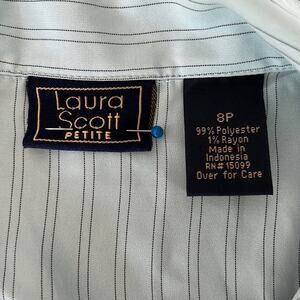 Laura
Scott
PETITE
8P
99% Polyester
1% Rayon
Made in
Indonesia
RN#15099
Over for Care